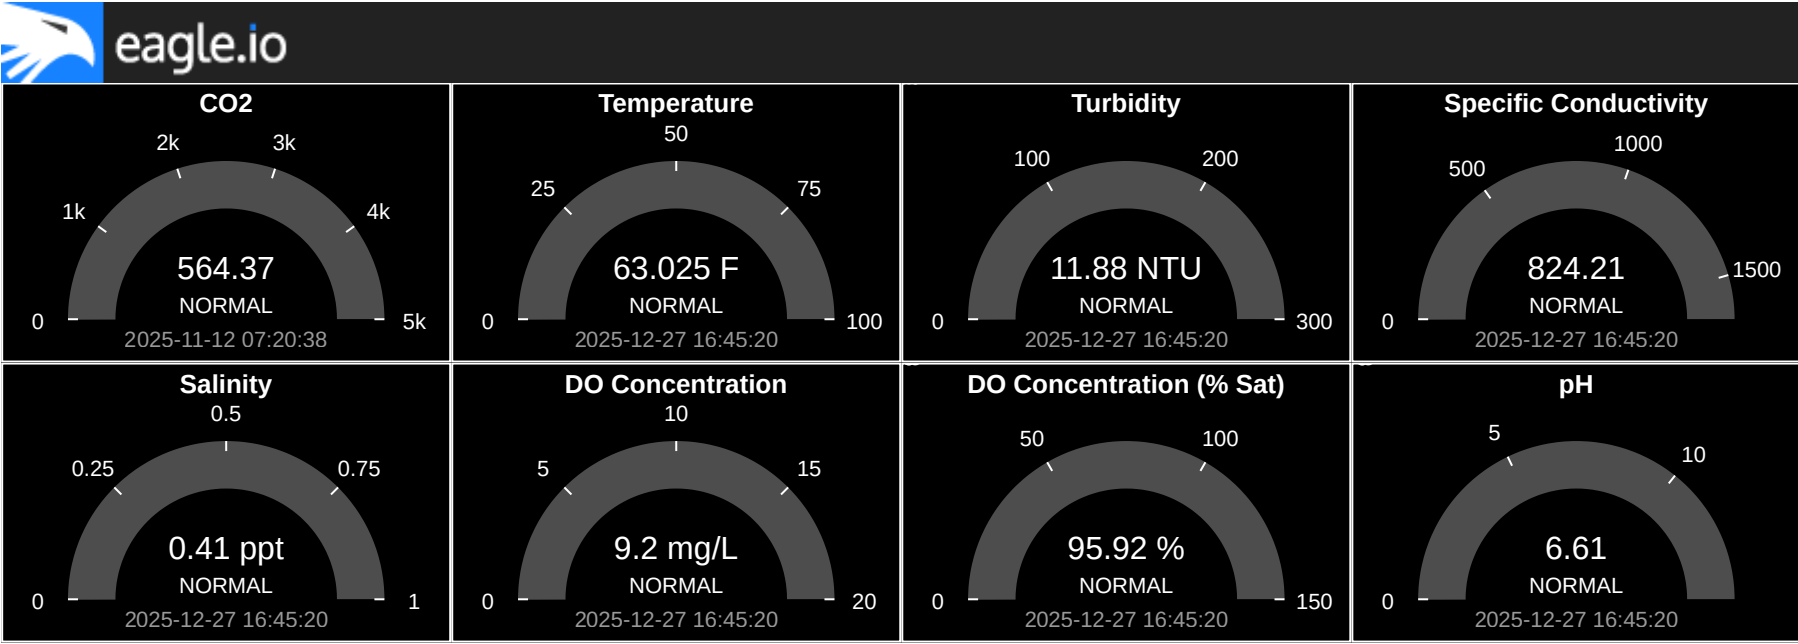 eagle.io
CO2
2k
3k
1k
4k
564.37
NORMAL
0
5k
2025-11-12 07:20:38
Temperature
50
25
75
63.025 F
NORMAL
0
100
2025-12-27 16:45:20
Turbidity
100
200
11.88 NTU
NORMAL
0
300
2025-12-27 16:45:20
Specific Conductivity
1000
500
824.21
1500
NORMAL
0
2025-12-27 16:45:20
Salinity
0.5
0.25
0.75
0.41 ppt
NORMAL
0
1
2025-12-27 16:45:20
DO Concentration
10
5
15
9.2 mg/L
NORMAL
0
20
2025-12-27 16:45:20
DO Concentration (% Sat)
50
100
95.92 %
NORMAL
0
150
2025-12-27 16:45:20
pH
5
10
6.61
NORMAL
0
2025-12-27 16:45:20